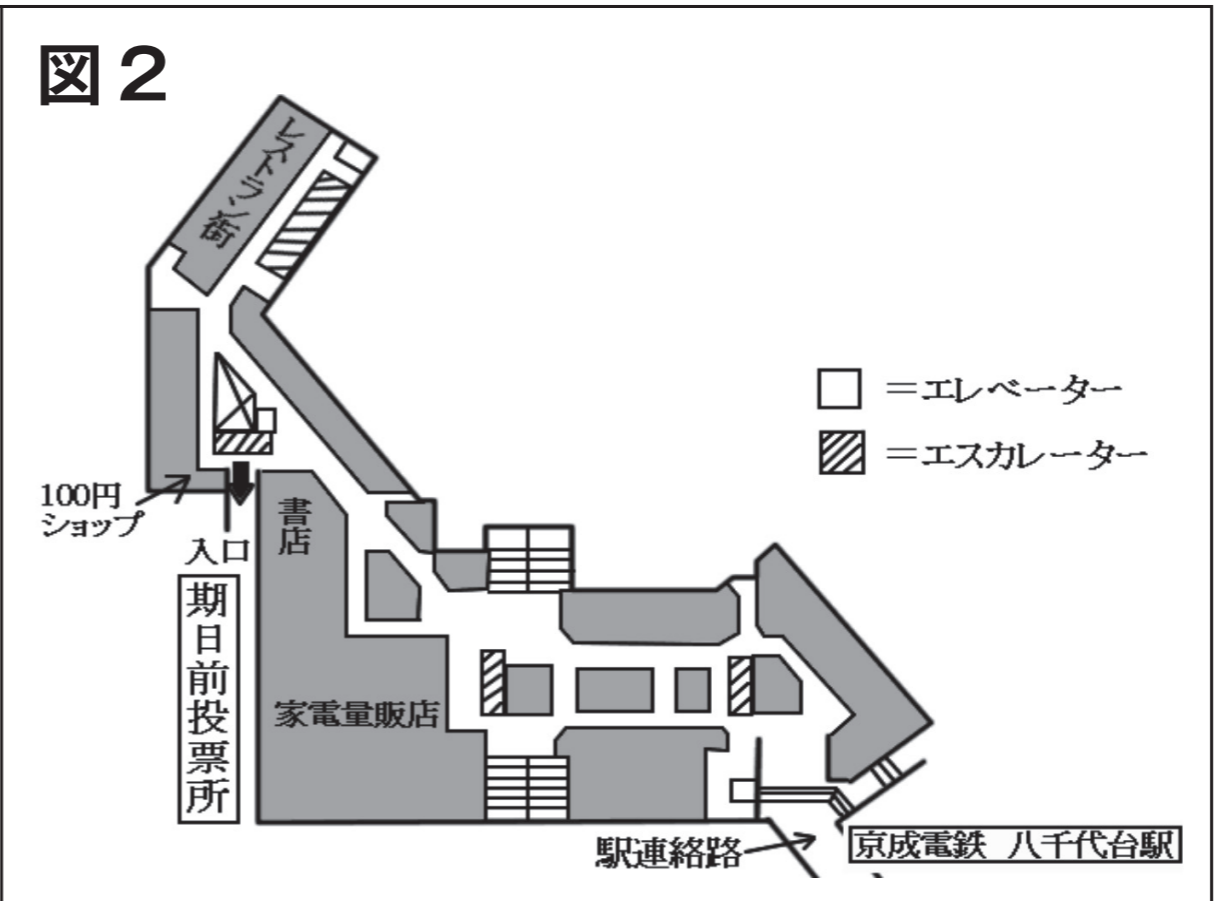 図2
レストラン街
＝エレベーター
＝エスカレーター
100円
ショップ
入口
書店
期日前投票所
家電量販店
駅連絡路
京成電鉄 八千代台駅